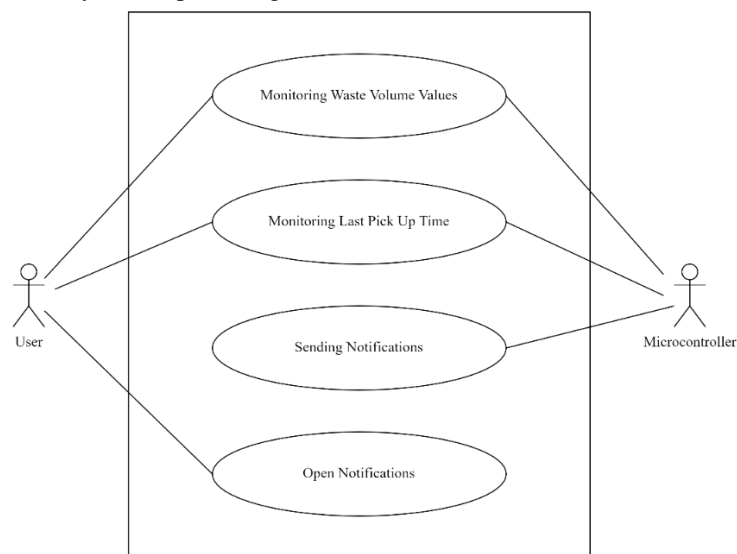 Monitoring Waste Volume Values
Monitoring Last Pick Up Time
User
Sending Notifications
Microcontroller
Open Notifications